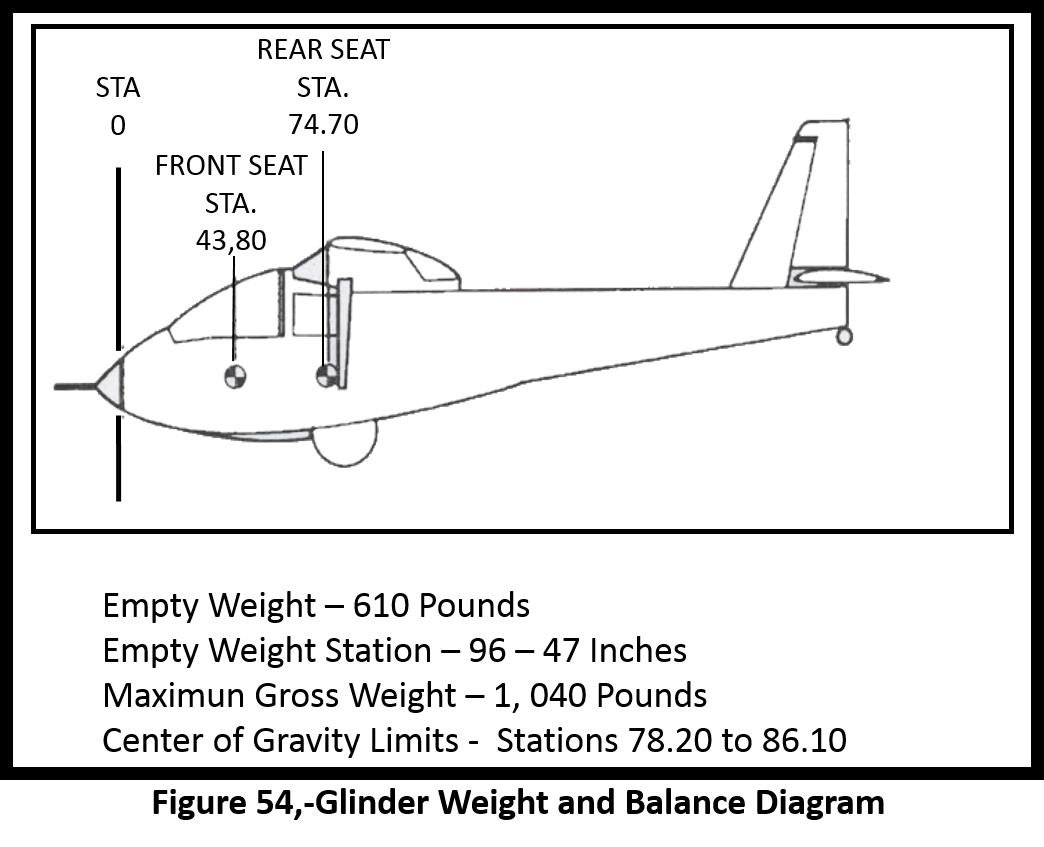 REAR SEAT
STA.
74.70
STA
0
FRONT SEAT
STA.
43,80
Empty Weight – 610 Pounds
Empty Weight Station – 96 – 47 Inches
Maximun Gross Weight – 1, 040 Pounds
Center of Gravity Limits -  Stations 78.20 to 86.10
Figure 54,-Glinder Weight and Balance Diagram